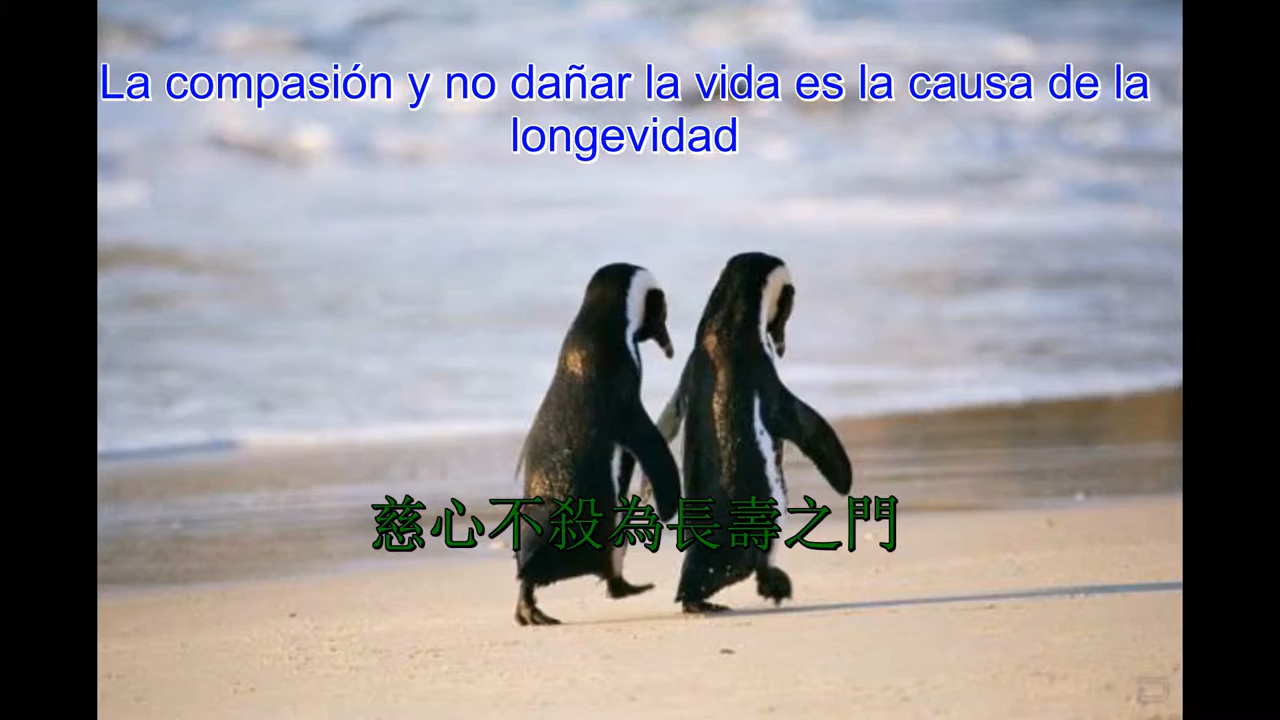 La compasión y no dañar la vida es la causa de la
longevidad
慈心不殺為長壽之門